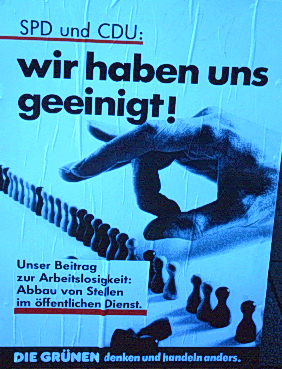 SPD und CDU:
wir haben uns
geeinigt!
Unser Beitrag
zur Arbeitslosigkeit:
Abbau von Stellen
im öffentlichen Dienst.
DIE GRÜNEN denken und handeln anders.